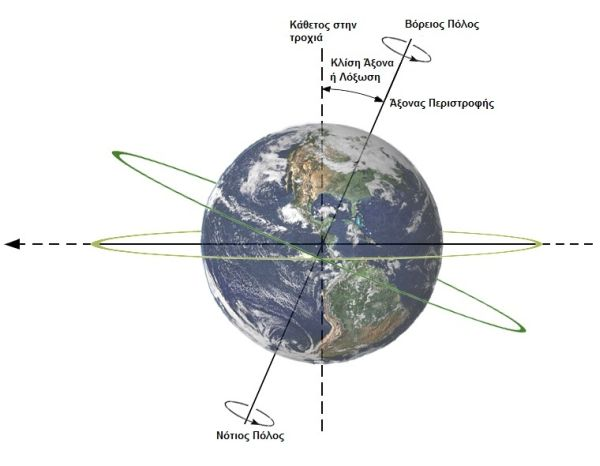 Κάθετος στην
τροχιά
Βόρειος Πόλος
Κλίση Άξονα
ή Λόξωση
Άξονας Περιστροφής
Νότιος Πόλος